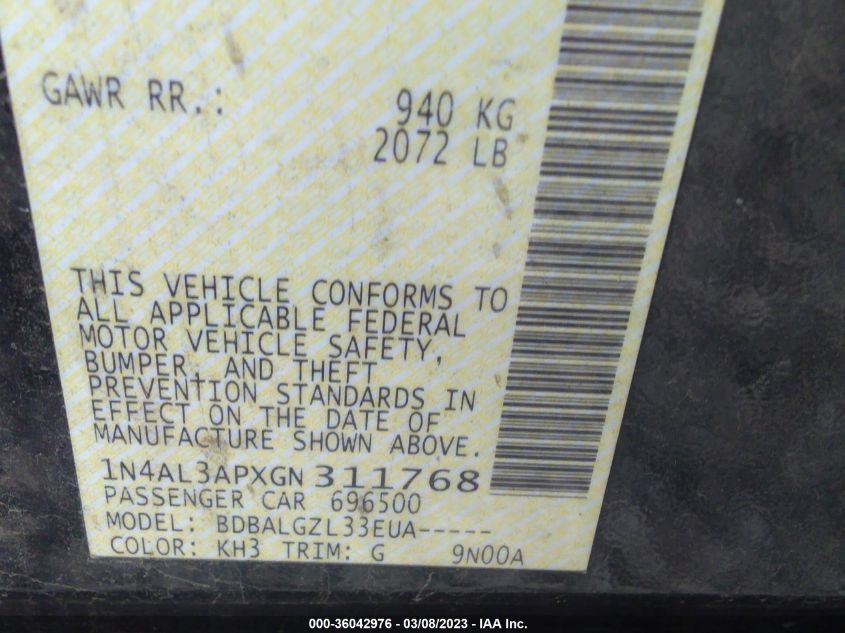 GAWR RR.: 940 KG
2072 LB
THIS VEHICLE CONFORMS TO
ALL APPLICABLE FEDERAL
MOTOR VEHICLE SAFETY,
BUMPER, AND THEFT
PREVENTION STANDARDS IN
EFFECT ON THE DATE OF
MANUFACTURE SHOWN ABOVE.
1N4AL3APXGN311768
PASSENGER CAR 696500
MODEL: BDBALGZL33EUA-----
COLOR: KH3 TRIM: G 9N00A
000-36042976 - 03/08/2023 - IAA Inc.